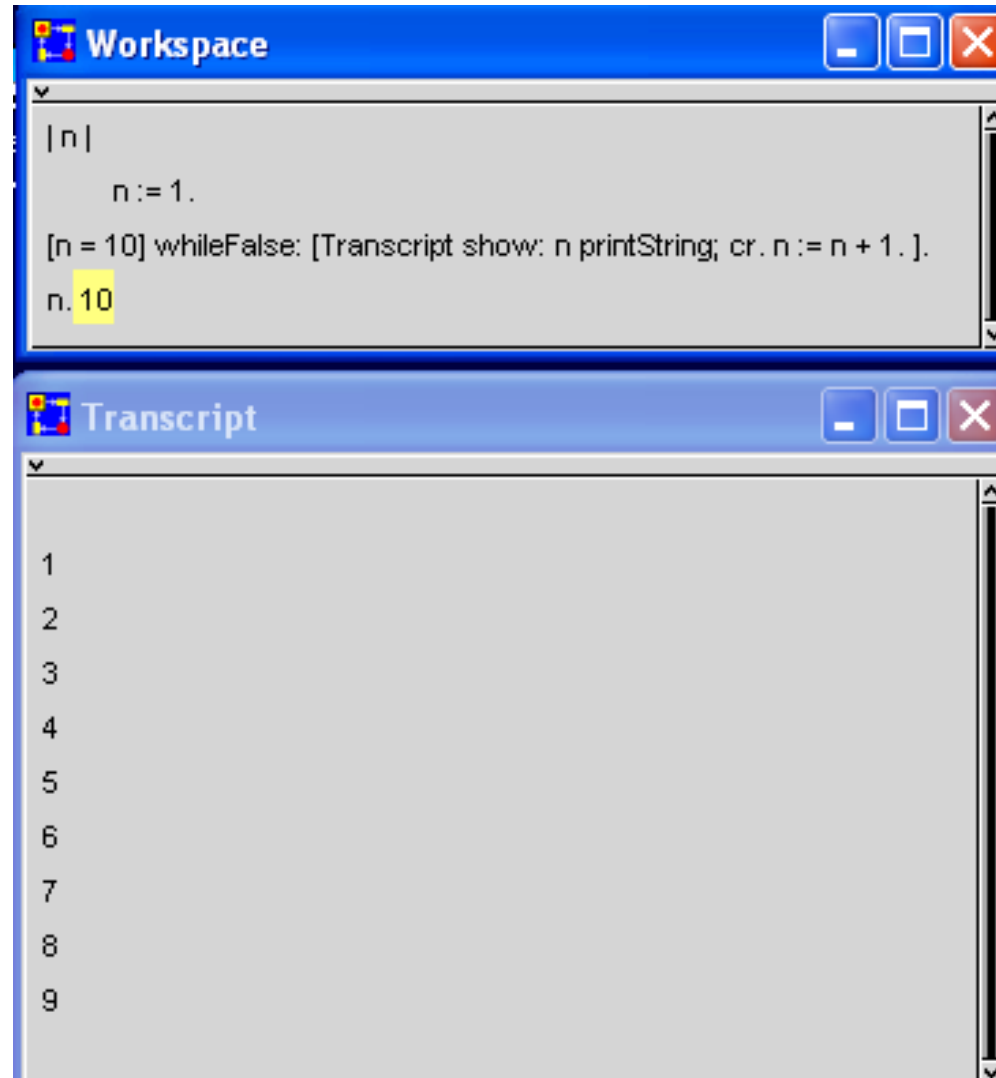 Workspace
| n |
n := 1.
[n = 10] whileFalse: [Transcript show: n printString; cr. n := n + 1. ].
n. 10
Transcript
1
2
3
4
5
6
7
8
9